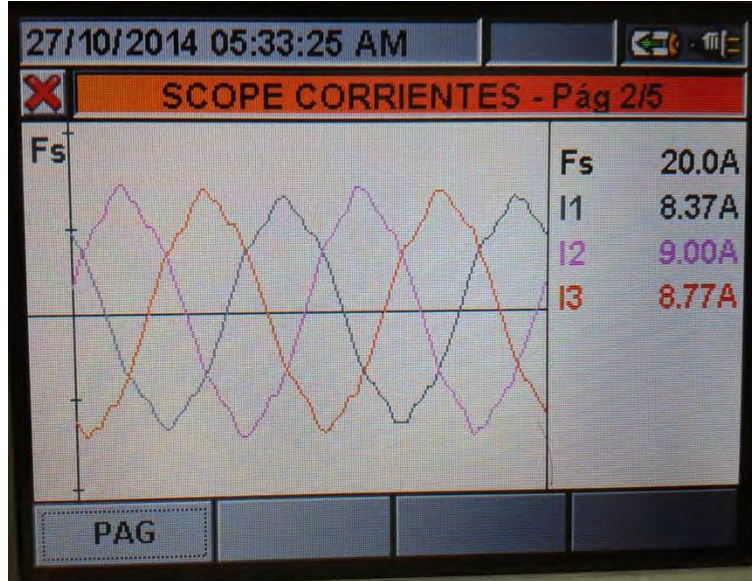 27/10/2014 05:33:25 AM
SCOPE CORRIENTES - Pág 2/5
Fs
Fs 20.0A
I1 8.37A
I2 9.00A
I3 8.77A
PAG